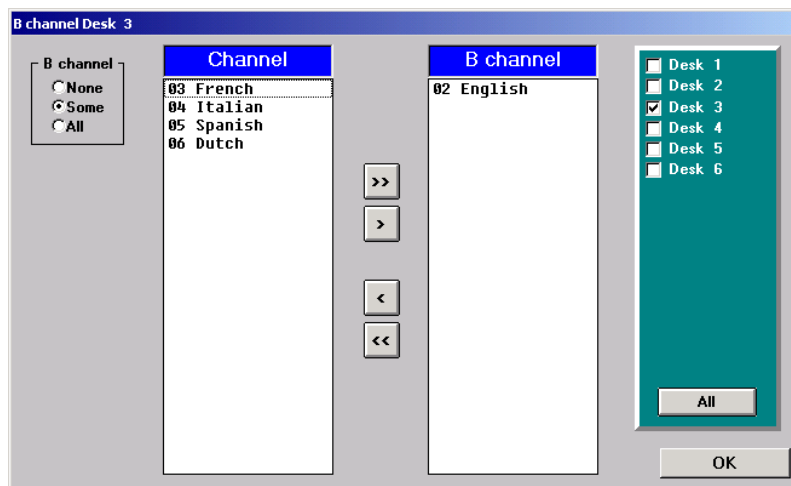 B channel Desk 3
B channel
None
Some
All
Channel
03 French
04 Italian
05 Spanish
06 Dutch
>>
>
<
<<
B channel
02 English
Desk 1
Desk 2
Desk 3
Desk 4
Desk 5
Desk 6
All
OK